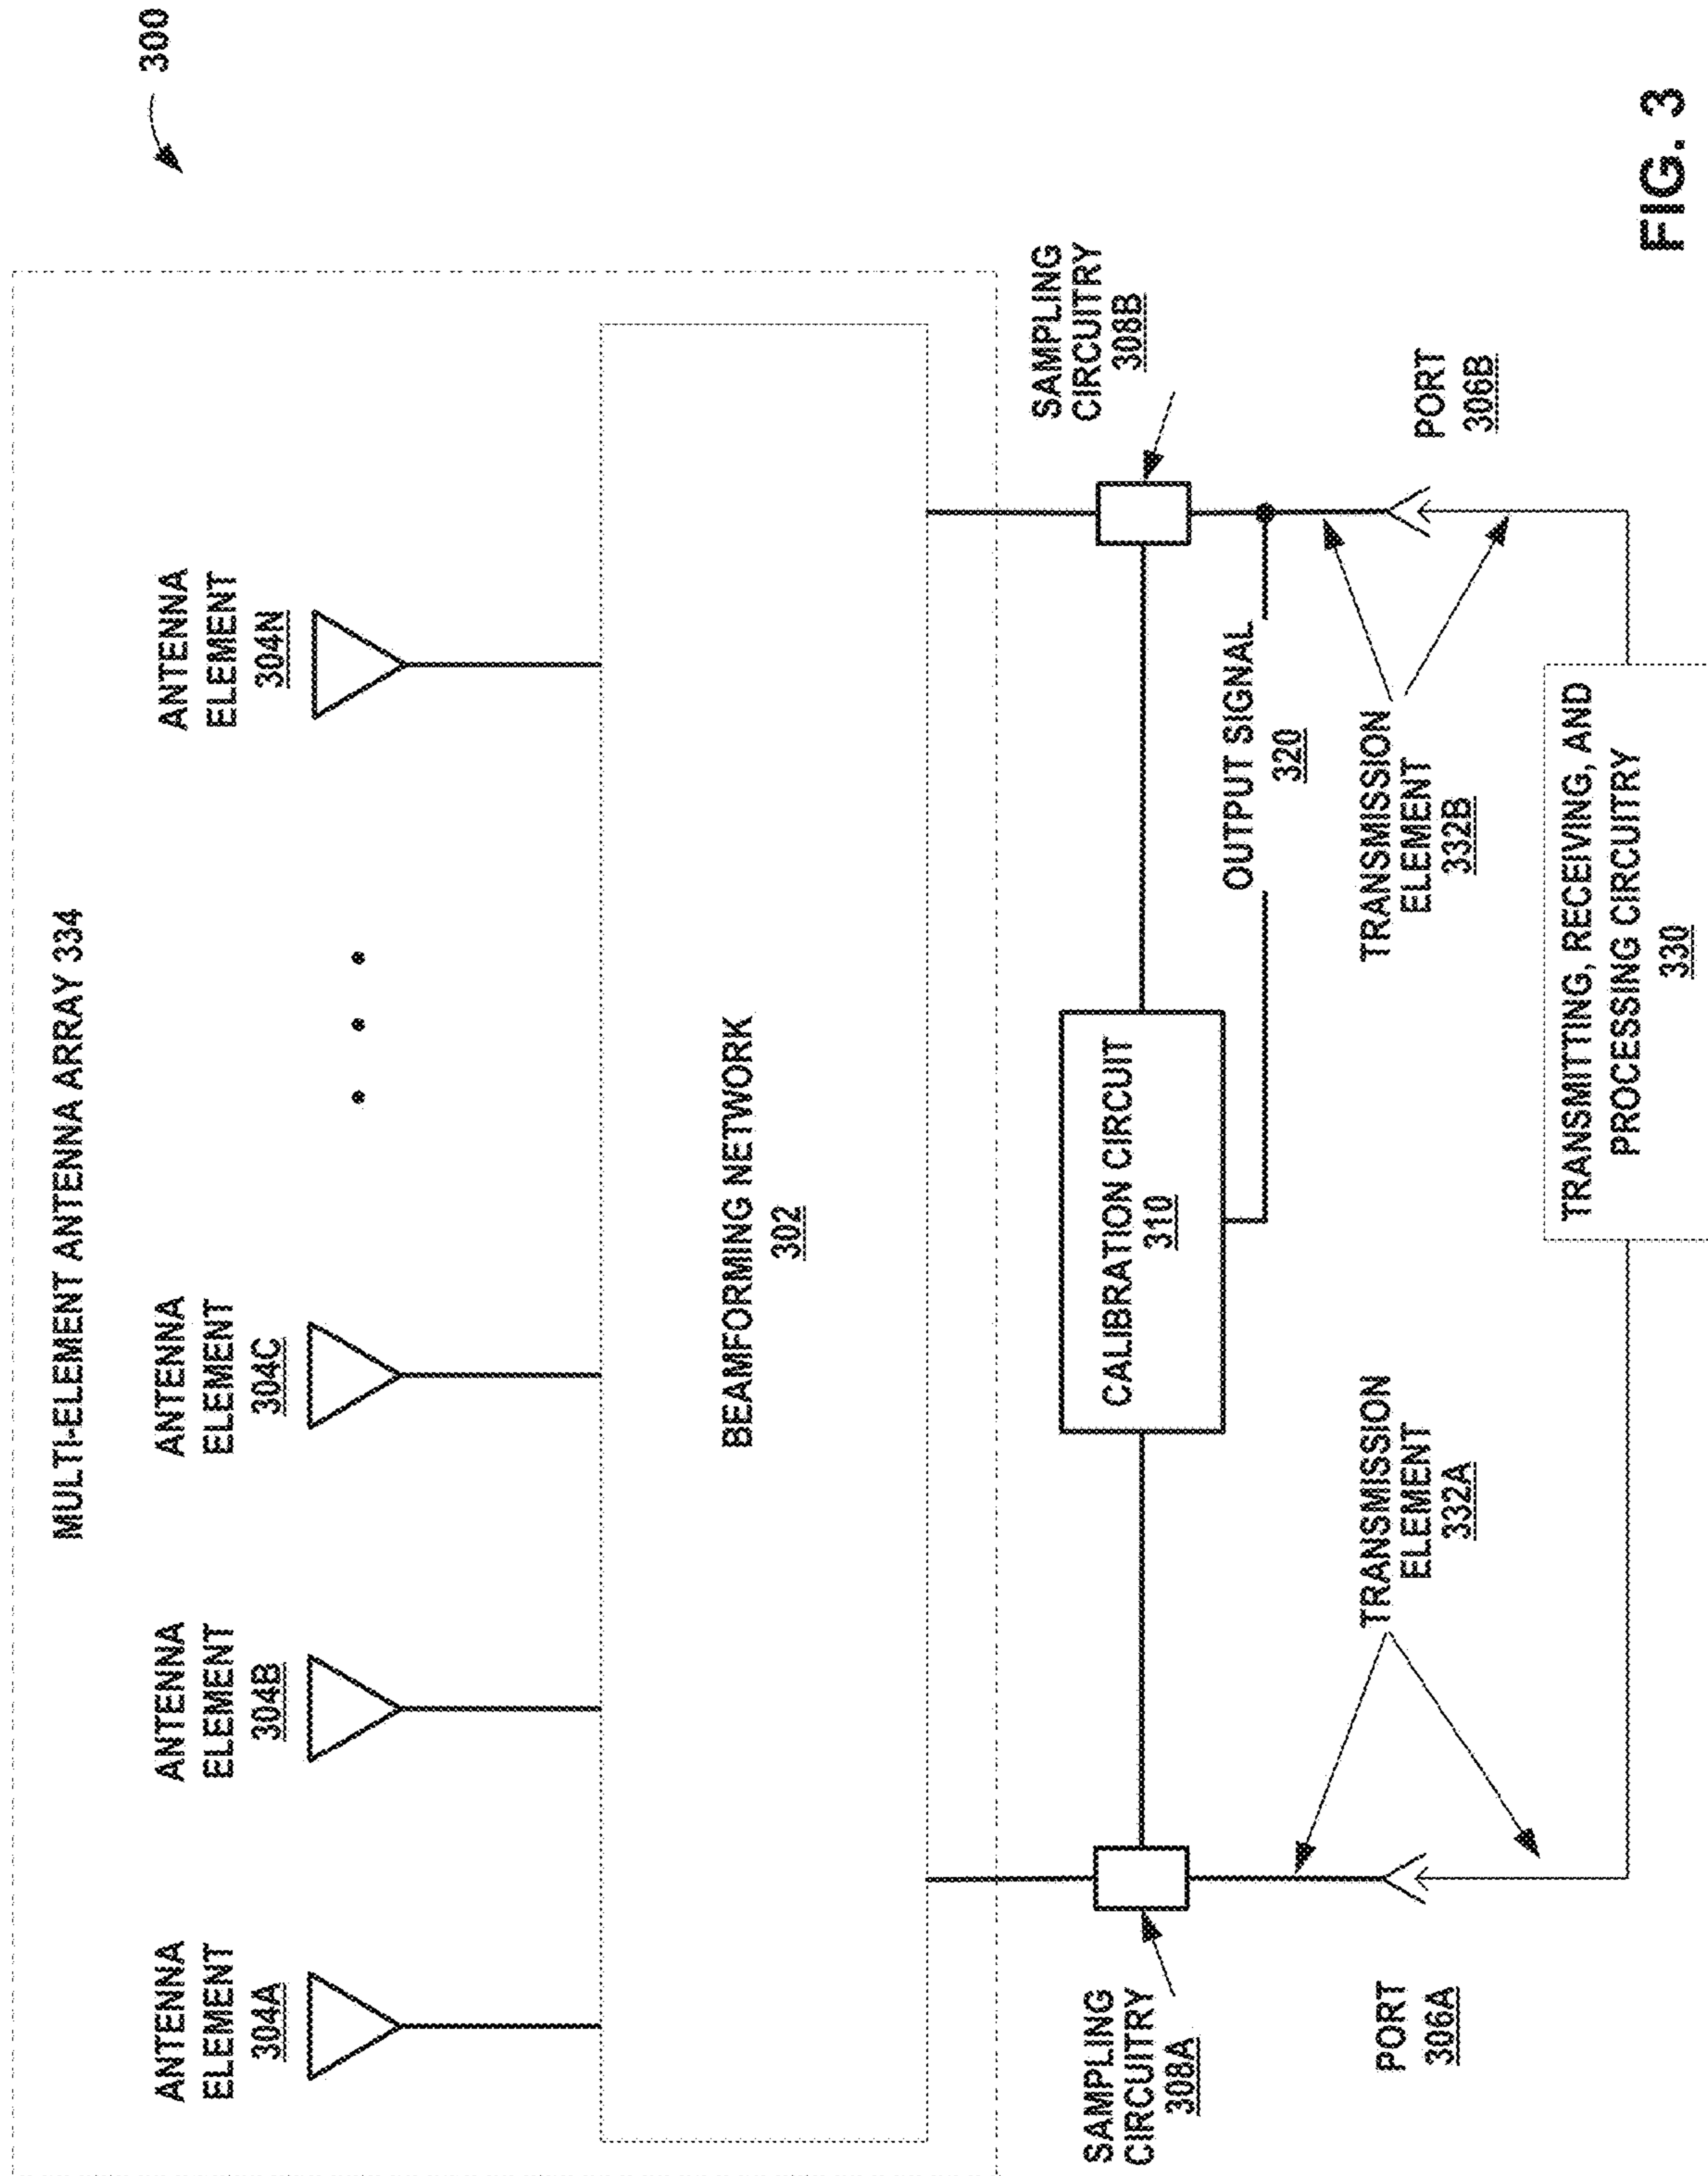 300
MULTI-ELEMENT ANTENNA ARRAY 334
ANTENNA
ELEMENT
304A
ANTENNA
ELEMENT
304B
ANTENNA
ELEMENT
304C
ANTENNA
ELEMENT
304N
BEAMFORMING NETWORK
302
SAMPLING
CIRCUITRY
308A
CALIBRATION CIRCUIT
310
SAMPLING
CIRCUITRY
308B
OUTPUT SIGNAL
320
PORT
306A
TRANSMISSION
ELEMENT
332A
TRANSMISSION
ELEMENT
332B
PORT
306B
TRANSMITTING, RECEIVING, AND
PROCESSING CIRCUITRY
330
FIG. 3